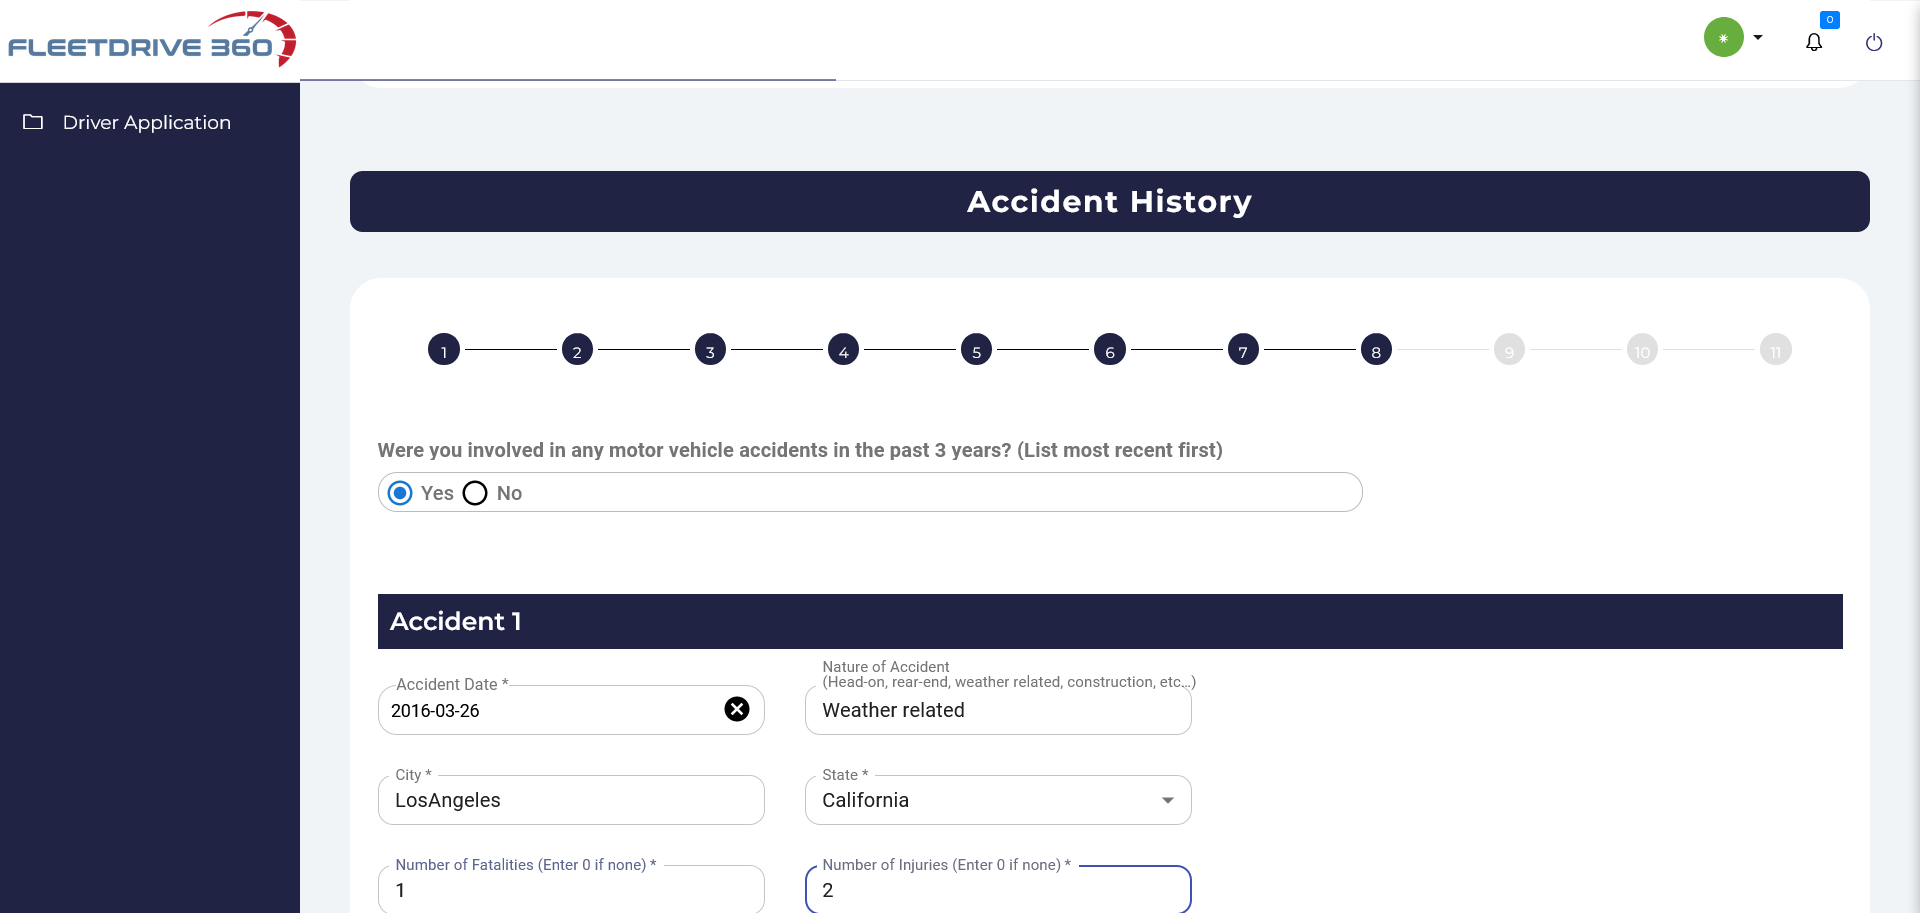 FLEETDRIVE 360
0
Driver Application
Accident History
1 2 3 4 5 6 7 8 9 10 11
Were you involved in any motor vehicle accidents in the past 3 years? (List most recent first)
Yes No
Accident 1
Nature of Accident
Accident Date * (Head-on, rear-end, weather related, construction, etc...)
2016-03-26 Weather related
City * State *
LosAngeles California
Number of Fatalities (Enter 0 if none) * Number of Injuries (Enter 0 if none) *
1 2